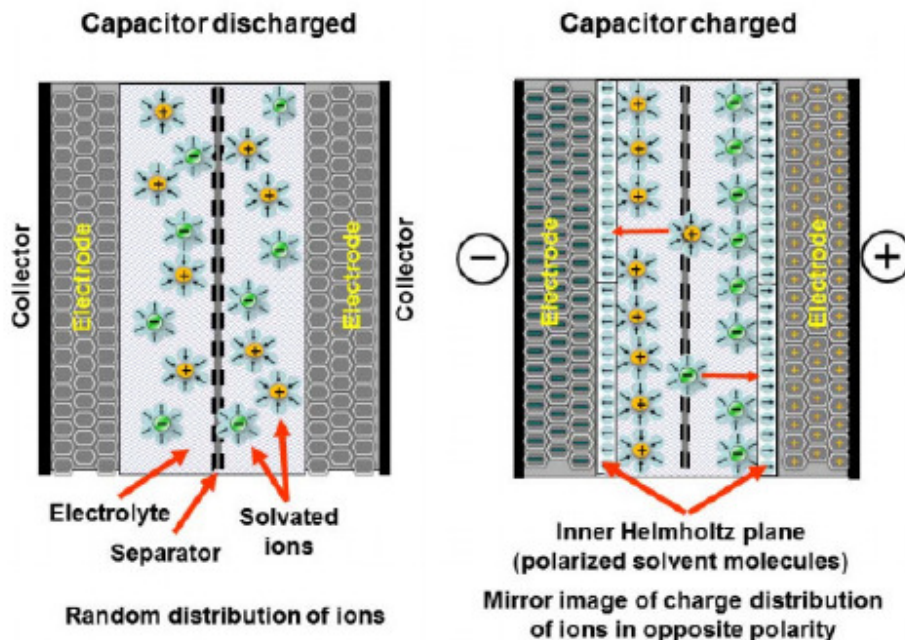 Capacitor discharged
Capacitor charged
Collector
Electrode
Electrode
Collector
Electrode
Electrode
Electrolyte
Separator
Solvated
ions
Inner Helmholtz plane
(polarized solvent molecules)
Random distribution of ions
Mirror image of charge distribution
of ions in opposite polarity